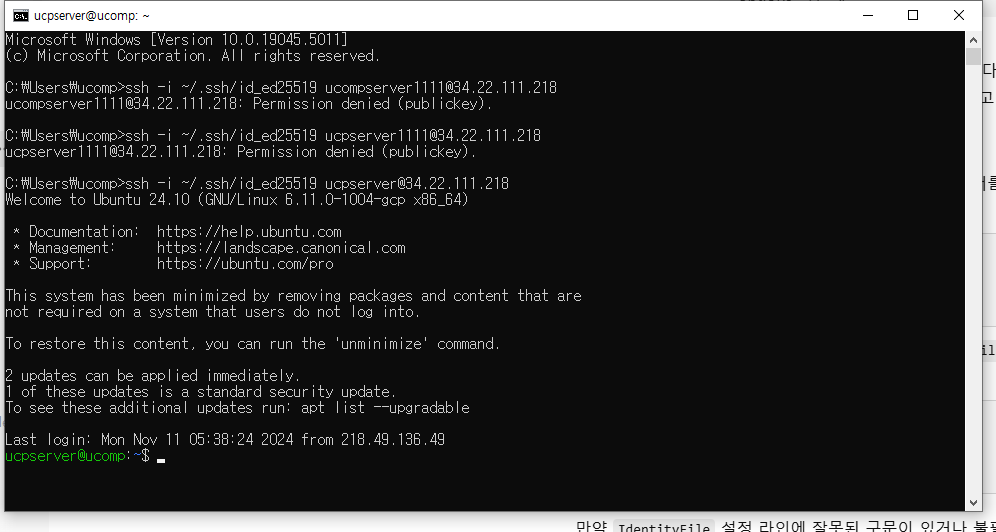 ucpserver@ucomp: ~
Microsoft Windows [Version 10.0.19045.5011]
(c) Microsoft Corporation. All rights reserved.
C:₩Users₩ucomp>ssh -i ~/.ssh/id_ed25519 ucompserver1111@34.22.111.218
ucompserver1111@34.22.111.218: Permission denied (publickey).
C:₩Users₩ucomp>ssh -i ~/.ssh/id_ed25519 ucpserver1111@34.22.111.218
ucpserver1111@34.22.111.218: Permission denied (publickey).
C:₩Users₩ucomp>ssh -i ~/.ssh/id_ed25519 ucpserver@34.22.111.218
Welcome to Ubuntu 24.10 (GNU/Linux 6.11.0-1004-gcp x86_64)
* Documentation:  https://help.ubuntu.com
* Management:     https://landscape.canonical.com
* Support:        https://ubuntu.com/pro
This system has been minimized by removing packages and content that are
not required on a system that users do not log into.
To restore this content, you can run the 'unminimize' command.
2 updates can be applied immediately.
1 of these updates is a standard security update.
To see these additional updates run: apt list --upgradable
Last login: Mon Nov 11 05:38:24 2024 from 218.49.136.49
ucpserver@ucomp:~$
다
고
만약 IdentityFile 설정 라인에 잘못된 구문이 있거나